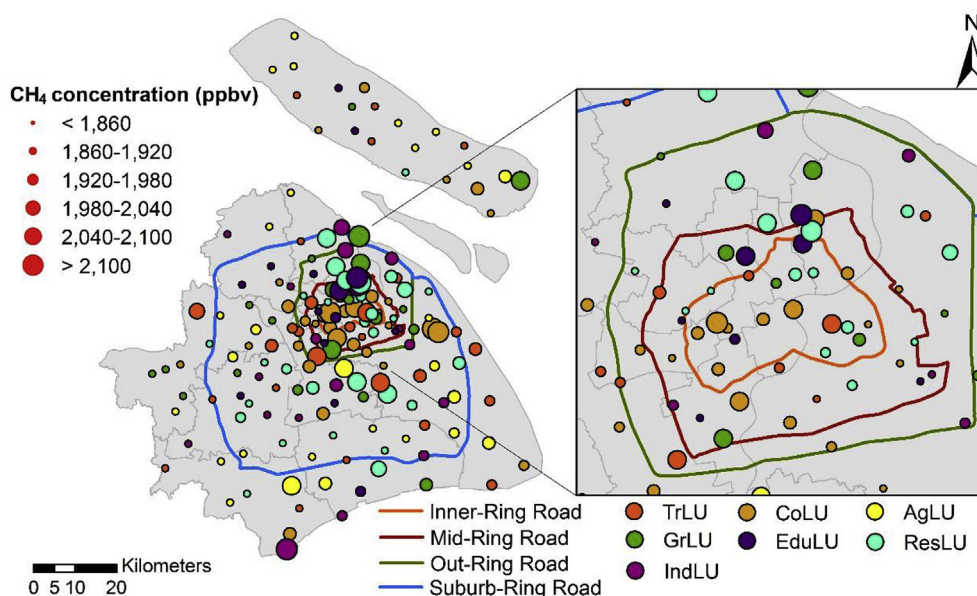 N
CH₄ concentration (ppbv)
< 1,860
1,860-1,920
1,920-1,980
1,980-2,040
2,040-2,100
> 2,100
Inner-Ring Road
Mid-Ring Road
Out-Ring Road
Suburb-Ring Road
TrLU
CoLU
AgLU
GrLU
EduLU
ResLU
IndLU
Kilometers
0 5 10 20